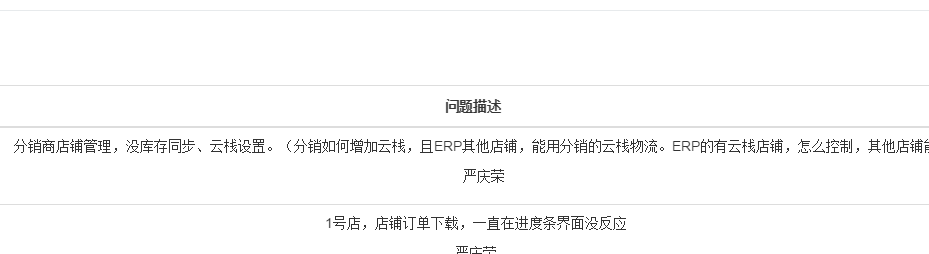 问题描述
分销商店铺管理，没库存同步、云栈设置。（分销如何增加云栈，且ERP其他店铺，能用分销的云栈物流。ERP的有云栈店铺，怎么控制，其他店铺能
严庆荣
1号店，店铺订单下载，一直在进度条界面没反应
严庆荣